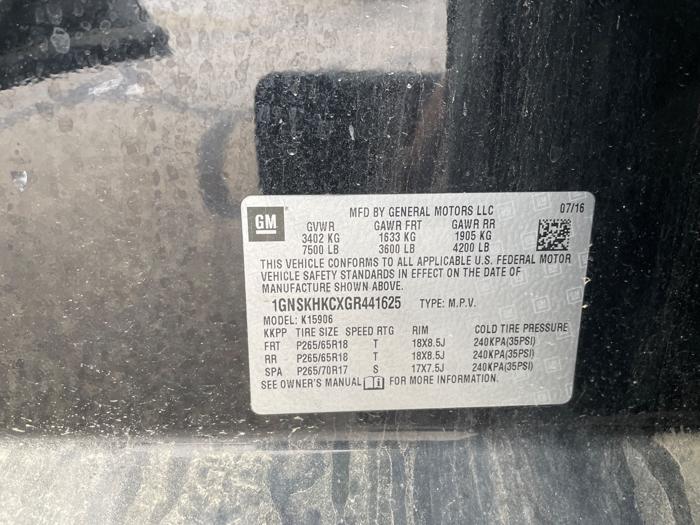 GM
MFD BY GENERAL MOTORS LLC 07/16
GVWR GAWR FRT GAWR RR
3402 KG 1633 KG 1905 KG
7500 LB 3600 LB 4200 LB
THIS VEHICLE CONFORMS TO ALL APPLICABLE U.S. FEDERAL MOTOR
VEHICLE SAFETY STANDARDS IN EFFECT ON THE DATE OF
MANUFACTURE SHOWN ABOVE.
1GNSKHKCXGR441625 TYPE: M.P.V.
MODEL: K15906
KKPP TIRE SIZE SPEED RTG RIM COLD TIRE PRESSURE
FRT P265/65R18 T 18X8.5J 240KPA(35PSI)
RR P265/65R18 T 18X8.5J 240KPA(35PSI)
SPA P265/70R17 S 17X7.5J 240KPA(35PSI)
SEE OWNER'S MANUAL FOR MORE INFORMATION.